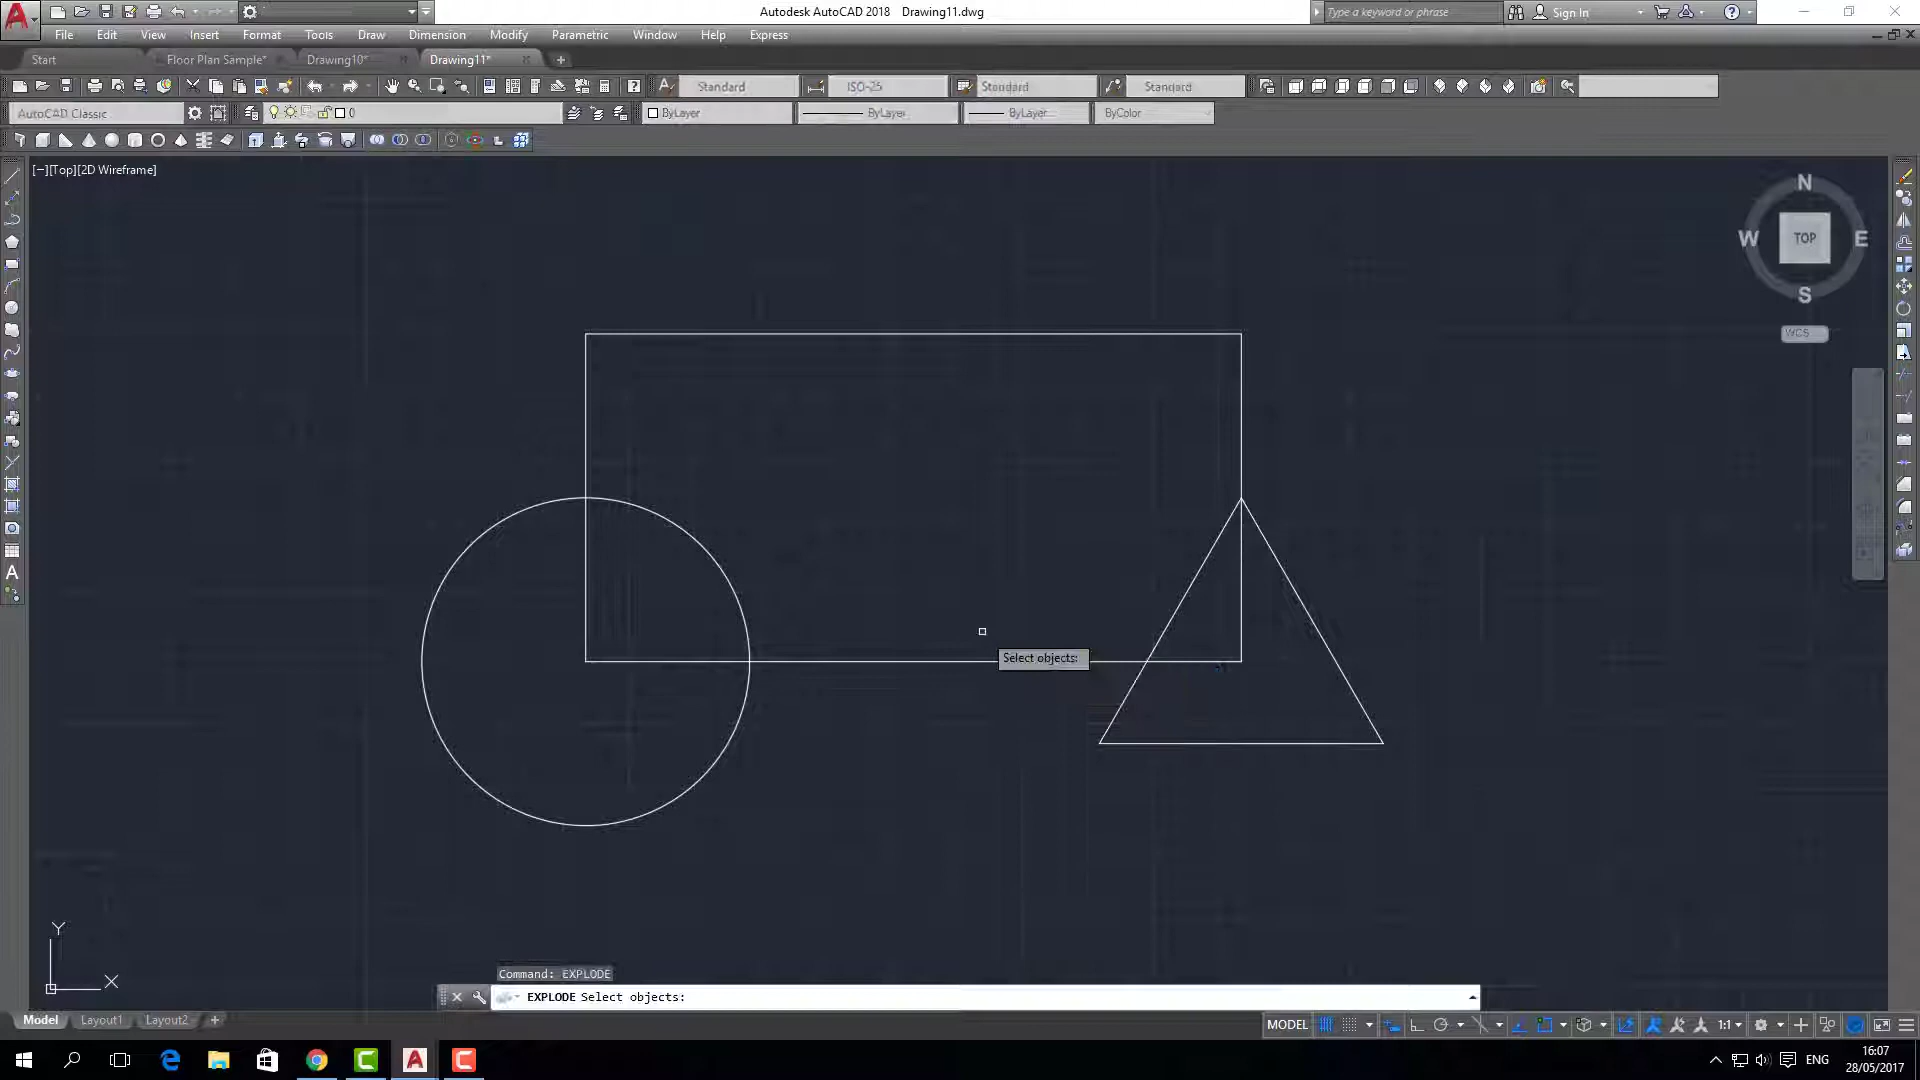 Autodesk AutoCAD 2018 Drawing11.dwg
Type a keyword or phrase
Sign In
File Edit View Insert Format Tools Draw Dimension Modify Parametric Window Help Express
Start Floor Plan Sample* Drawing10* Drawing11*
Standard ISO-25 Standard Standard
AutoCAD Classic 0 ByLayer ByLayer ByLayer ByColor
[−][Top][2D Wireframe]
N
W TOP E
S
WCS
Select objects:
A
Y
X
Command: EXPLODE
EXPLODE Select objects:
Model Layout1 Layout2 +
MODEL 1:1
16:07
ENG
28/05/2017